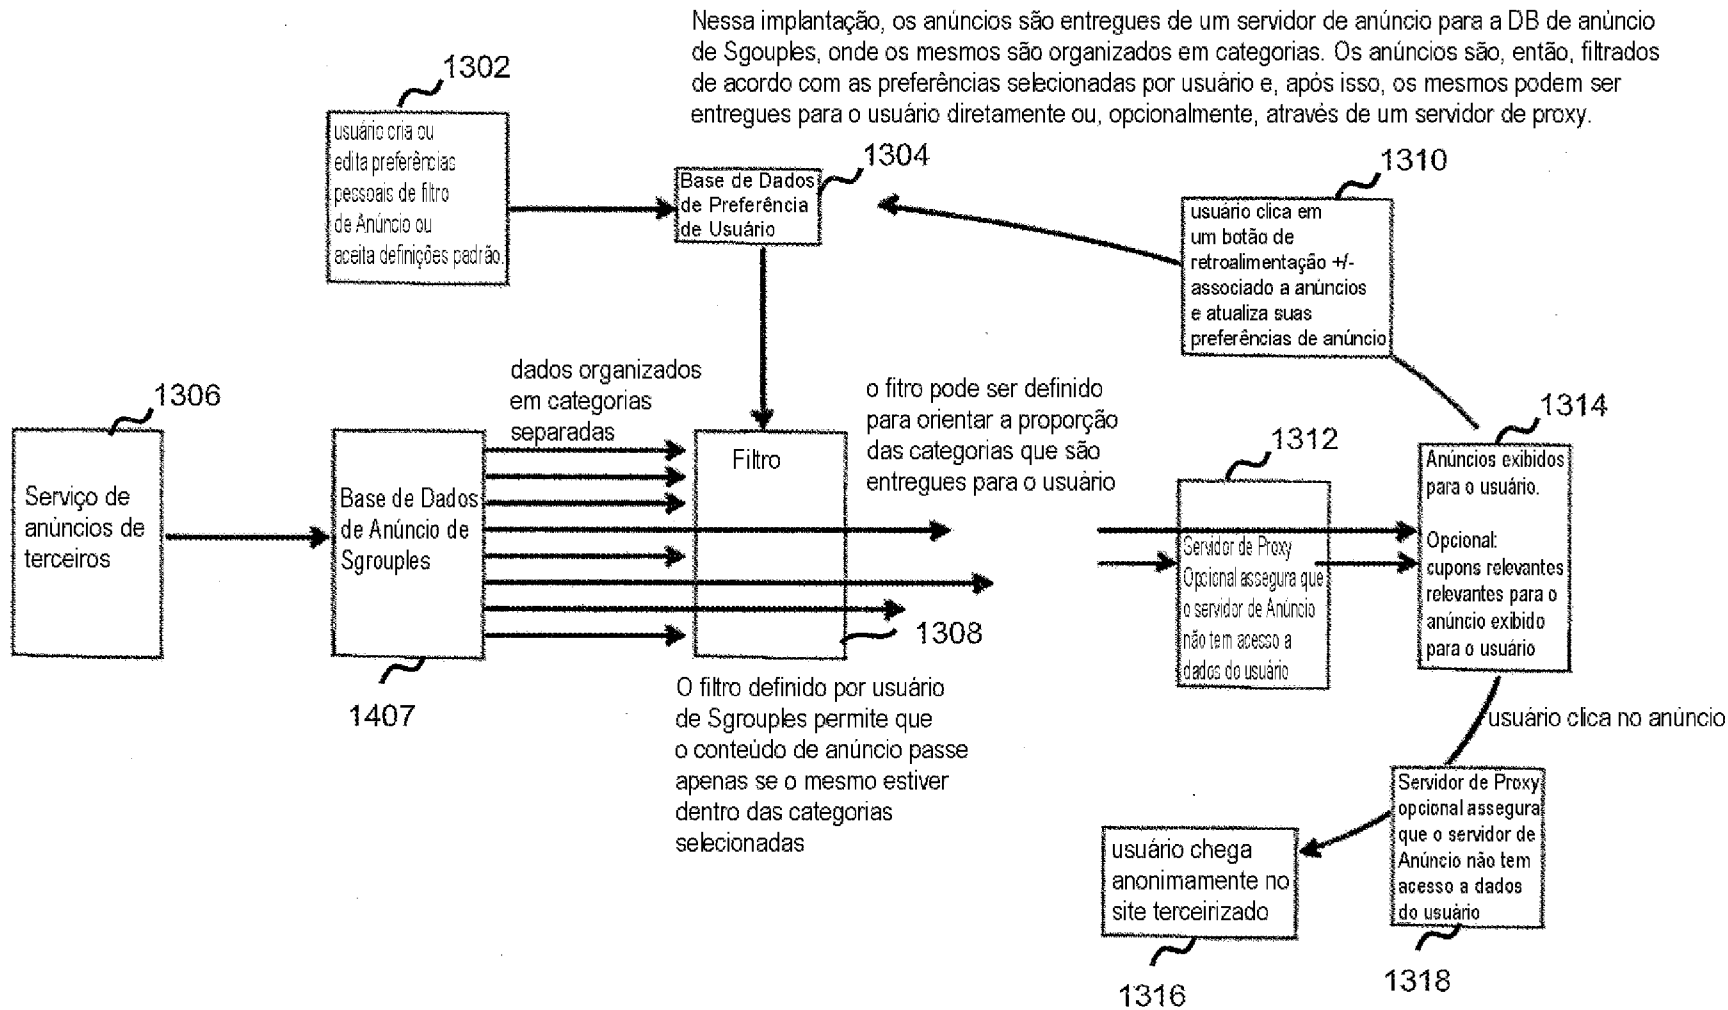 Nessa implantação, os anúncios são entregues de um servidor de anúncio para a DB de anúncio
de Sgouples, onde os mesmos são organizados em categorias. Os anúncios são, então, filtrados
de acordo com as preferências selecionadas por usuário e, após isso, os mesmos podem ser
entregues para o usuário diretamente ou, opcionalmente, através de um servidor de proxy.
1302
usuário cria ou
edita preferências
pessoais de filtro
de Anúncio ou
aceita definições padrão.
1304
Base de Dados
de Preferência
de Usuário
1310
usuário clica em
um botão de
retroalimentação +/-
associado a anúncios
e atualiza suas
preferências de anúncio
1306
Serviço de
anúncios de
terceiros
dados organizados
em categorias
separadas
Base de Dados
de Anúncio de
Sgrouples
1407
Filtro
1308
o fitro pode ser definido
para orientar a proporção
das categorias que são
entregues para o usuário
O filtro definido por usuário
de Sgrouples permite que
o conteúdo de anúncio passe
apenas se o mesmo estiver
dentro das categorias
selecionadas
1312
Servidor de Proxy
Opcional assegura que
o servidor de Anúncio
não tem acesso a
dados do usuário
1314
Anúncios exibidos
para o usuário.
Opcional:
cupons relevantes
relevantes para o
anúncio exibido
para o usuário
usuário clica no anúncio
Servidor de Proxy
opcional assegura
que o servidor de
Anúncio não tem
acesso a dados
do usuário
1318
usuário chega
anonimamente no
site terceirizado
1316